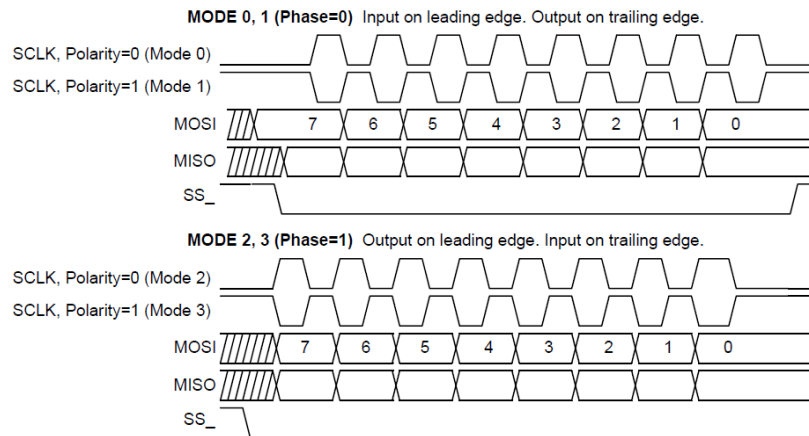 MODE 0, 1 (Phase=0) Input on leading edge. Output on trailing edge.
SCLK, Polarity=0 (Mode 0)
SCLK, Polarity=1 (Mode 1)
MOSI 7 6 5 4 3 2 1 0
MISO
SS_
MODE 2, 3 (Phase=1) Output on leading edge. Input on trailing edge.
SCLK, Polarity=0 (Mode 2)
SCLK, Polarity=1 (Mode 3)
MOSI 7 6 5 4 3 2 1 0
MISO
SS_